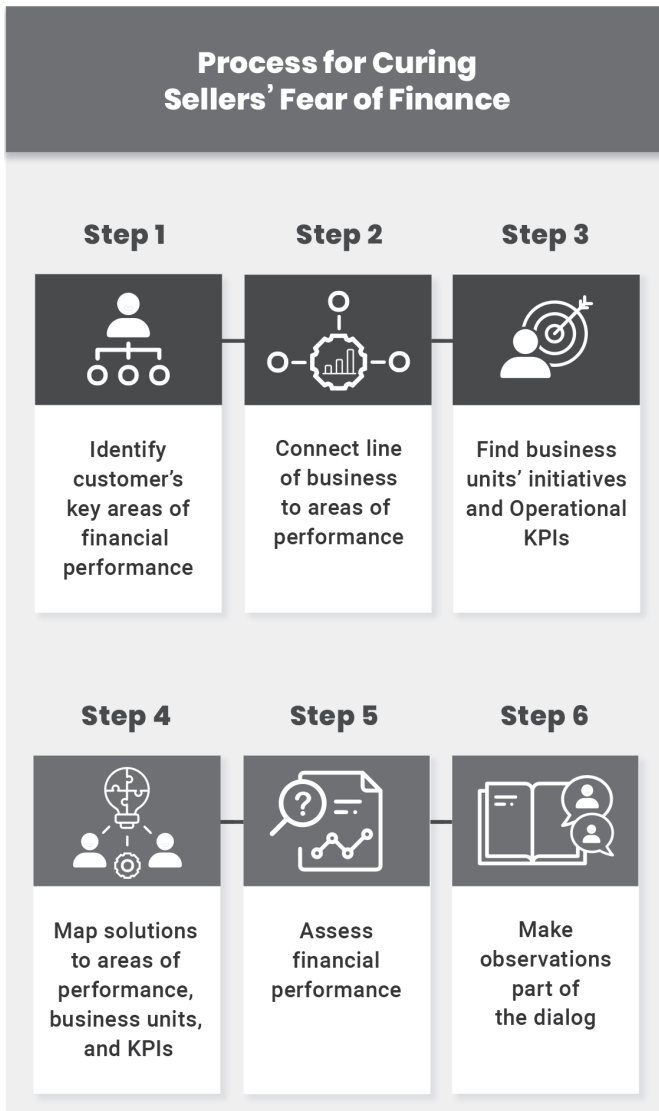 Process for Curing
Sellers’ Fear of Finance
Step 1
Step 2
Step 3
Identify
customer’s
key areas of
financial
performance
Connect line
of business
to areas of
performance
Find business
units’ initiatives
and Operational
KPIs
Step 4
Step 5
Step 6
?
Map solutions
to areas of
performance,
business units,
and KPIs
Assess
financial
performance
Make
observations
part of
the dialog